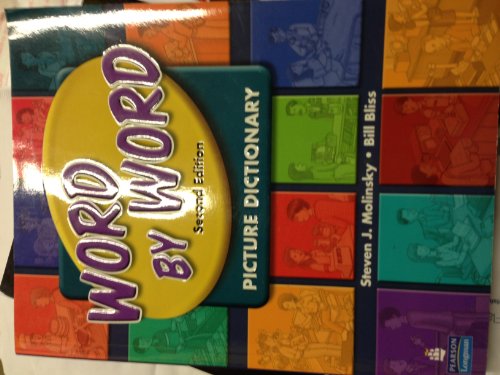 WORD
BY WORD
Second Edition
PICTURE DICTIONARY
Steven J. Molinsky • Bill Bliss
PEARSON
Longman